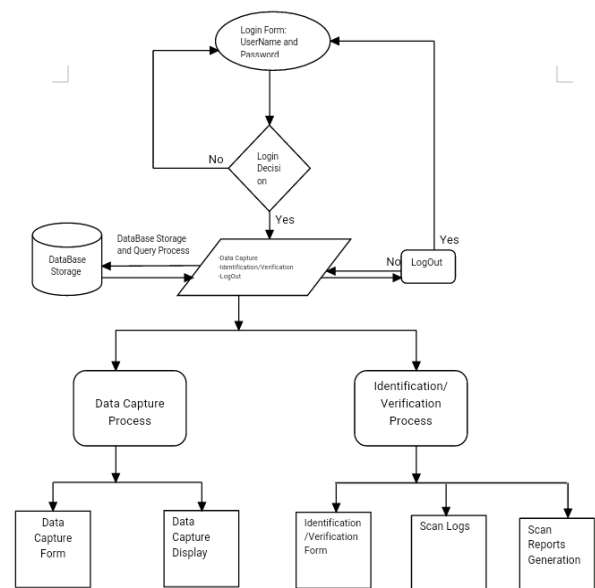 Login Form:
UserName and
Password
No
Login
Decisi
on
Yes
DataBase Storage
and Query Process
DataBase
Storage
-Data Capture
-Identification/Verification
-LogOut
Yes
No
LogOut
Data Capture
Process
Identification/
Verification
Process
Data
Capture
Form
Data
Capture
Display
Identification
/Verification
Form
Scan Logs
Scan
Reports
Generation